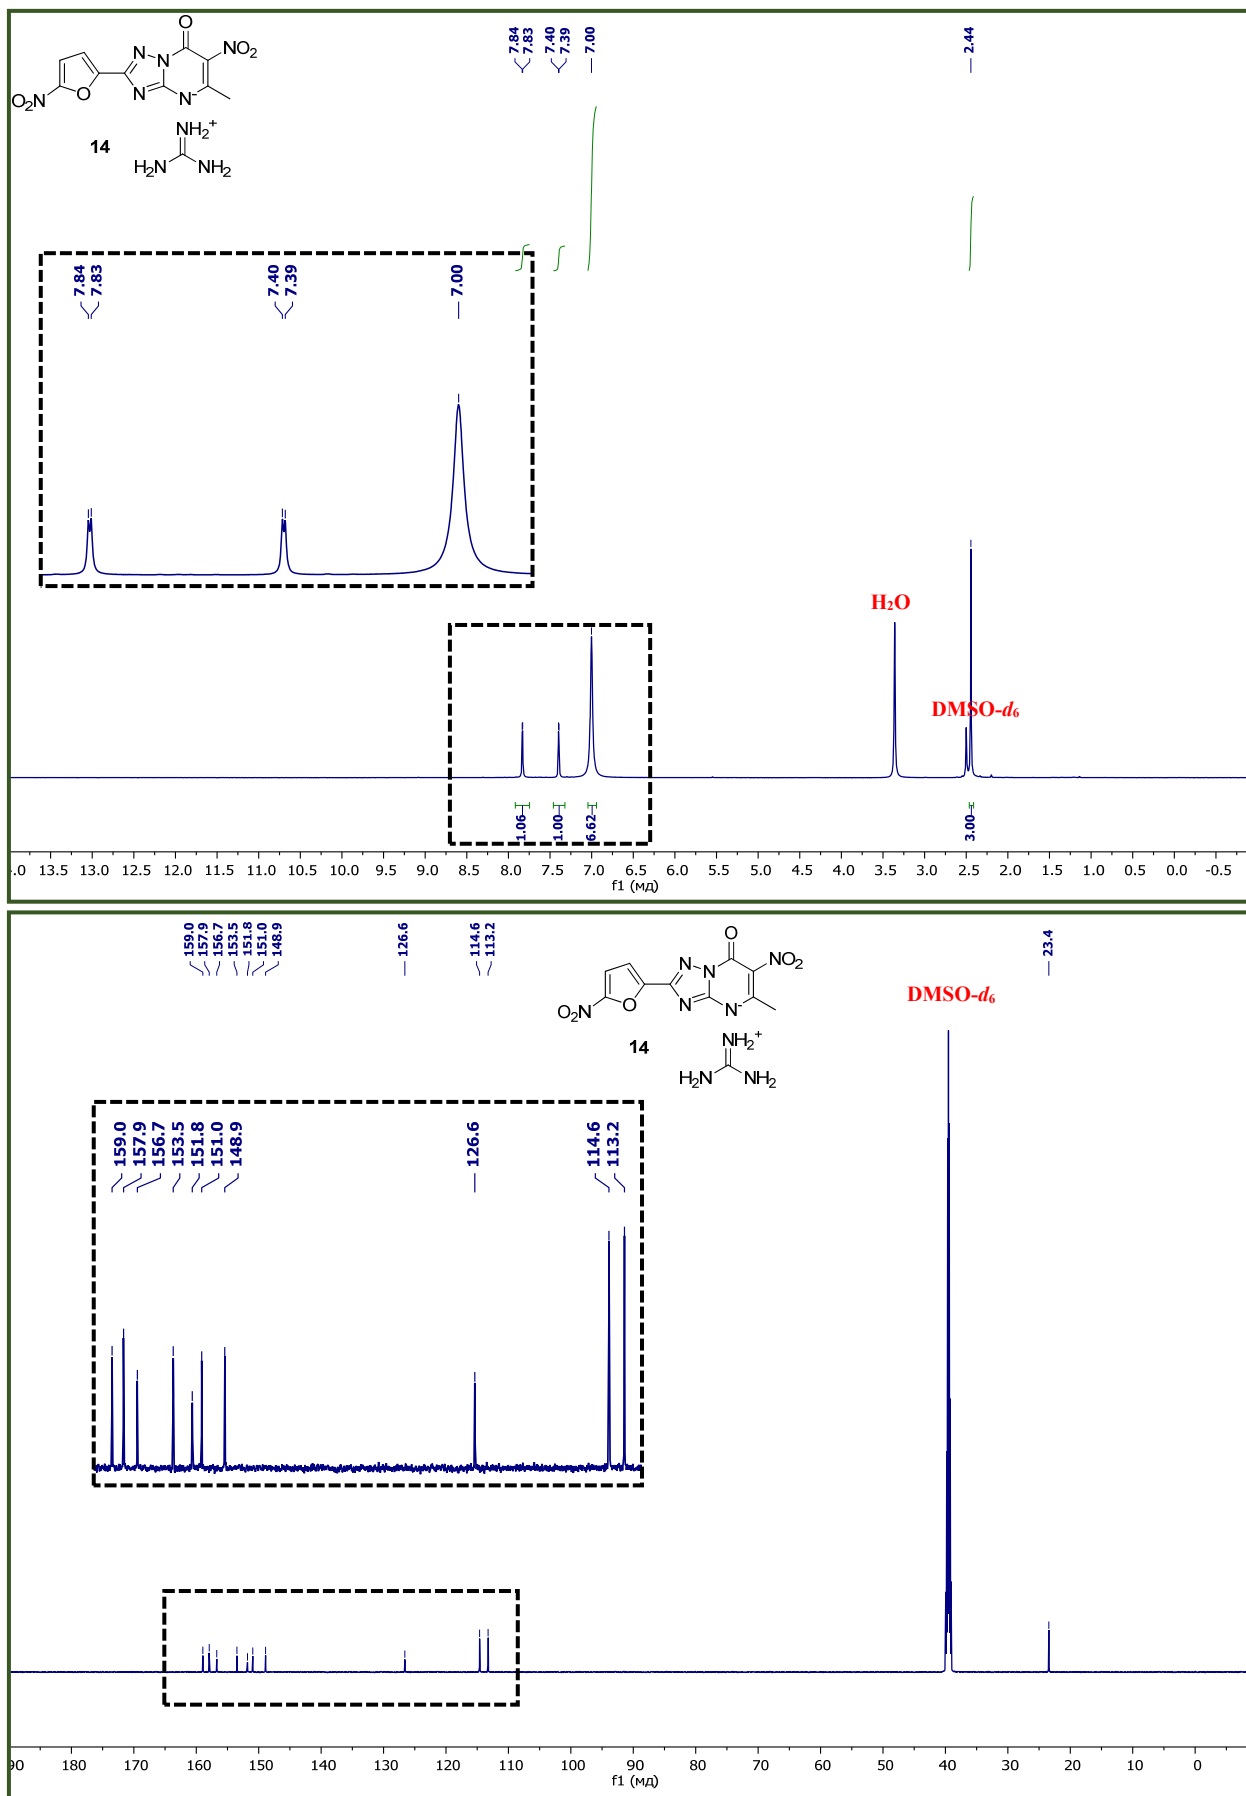 O
N
N
NO₂
N
N
N⁻
O₂N
O
14
NH₂⁺
H₂N
NH₂
7.84
7.83
7.40
7.39
7.00
2.44
7.84
7.83
7.40
7.39
7.00
H₂O
DMSO-d₆
1.06
1.00
6.62
3.00
.0 13.5 13.0 12.5 12.0 11.5 11.0 10.5 10.0 9.5 9.0 8.5 8.0 7.5 7.0 6.5 6.0 5.5 5.0 4.5 4.0 3.5 3.0 2.5 2.0 1.5 1.0 0.5 0.0 -0.5
f1 (мд)
159.0
157.9
156.7
153.5
151.8
151.0
148.9
126.6
114.6
113.2
23.4
O
N
N
NO₂
N
N⁻
O₂N
O
14
NH₂⁺
H₂N
NH₂
DMSO-d₆
159.0
157.9
156.7
153.5
151.8
151.0
148.9
126.6
114.6
113.2
90 180 170 160 150 140 130 120 110 100 90 80 70 60 50 40 30 20 10 0
f1 (мд)